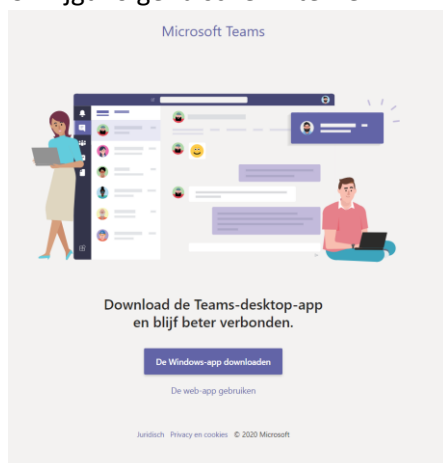 Microsoft Teams
Download de Teams-desktop-app
en blijf beter verbonden.
De Windows-app downloaden
De web-app gebruiken
Juridisch Privacy en cookies © 2020 Microsoft